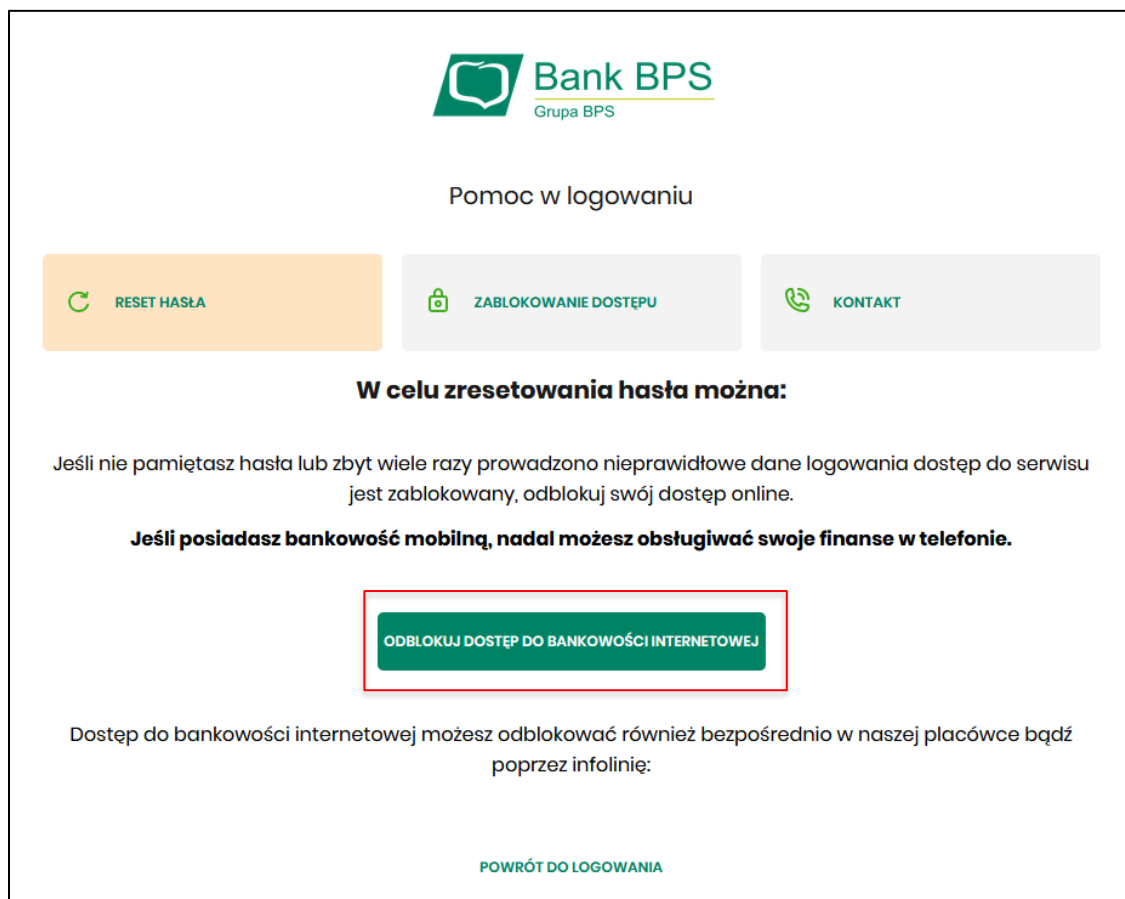 Bank BPS
Grupa BPS
Pomoc w logowaniu
RESET HASŁA
ZABLOKOWANIE DOSTĘPU
KONTAKT
W celu zresetowania hasła można:
Jeśli nie pamiętasz hasła lub zbyt wiele razy prowadzono nieprawidłowe dane logowania dostęp do serwisu
jest zablokowany, odblokuj swój dostęp online.
Jeśli posiadasz bankowość mobilną, nadal możesz obsługiwać swoje finanse w telefonie.
ODBLOKUJ DOSTĘP DO BANKOWOŚCI INTERNETOWEJ
Dostęp do bankowości internetowej możesz odblokować również bezpośrednio w naszej placówce bądź
poprzez infolinię:
POWRÓT DO LOGOWANIA